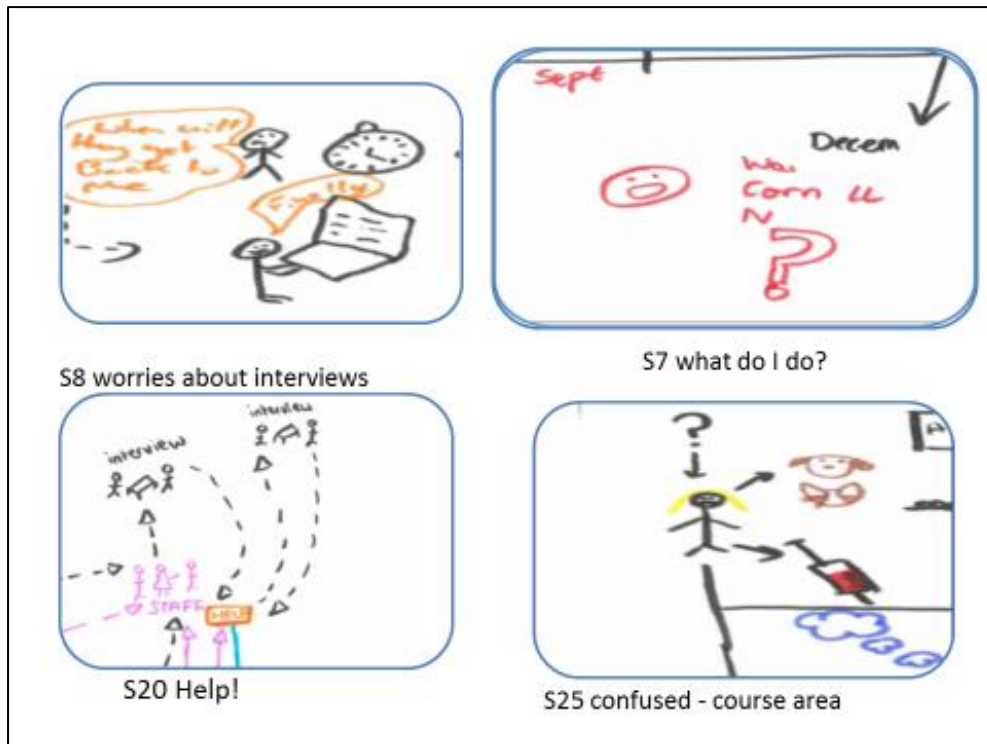 When will
they get
Back to
me
Finally
S8 worries about interviews
Sept
Decem
Corn
N
?
S7 what do I do?
interview
interview
STAFF
HELP
S20 Help!
?
S25 confused - course area